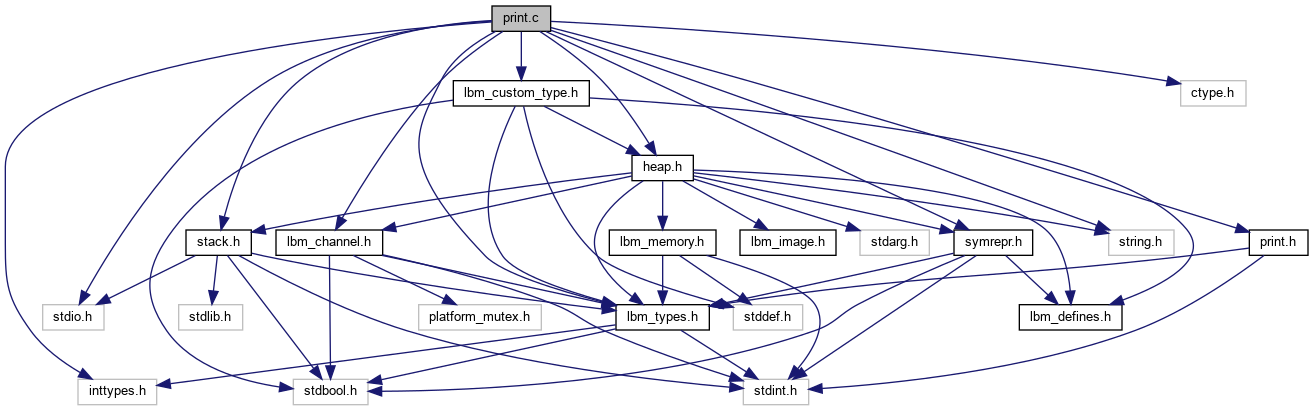 print.c
lbm_custom_type.h
ctype.h
heap.h
stack.h
lbm_channel.h
lbm_memory.h
lbm_image.h
stdarg.h
symrepr.h
string.h
print.h
stdio.h
stdlib.h
platform_mutex.h
lbm_types.h
stddef.h
lbm_defines.h
inttypes.h
stdbool.h
stdint.h